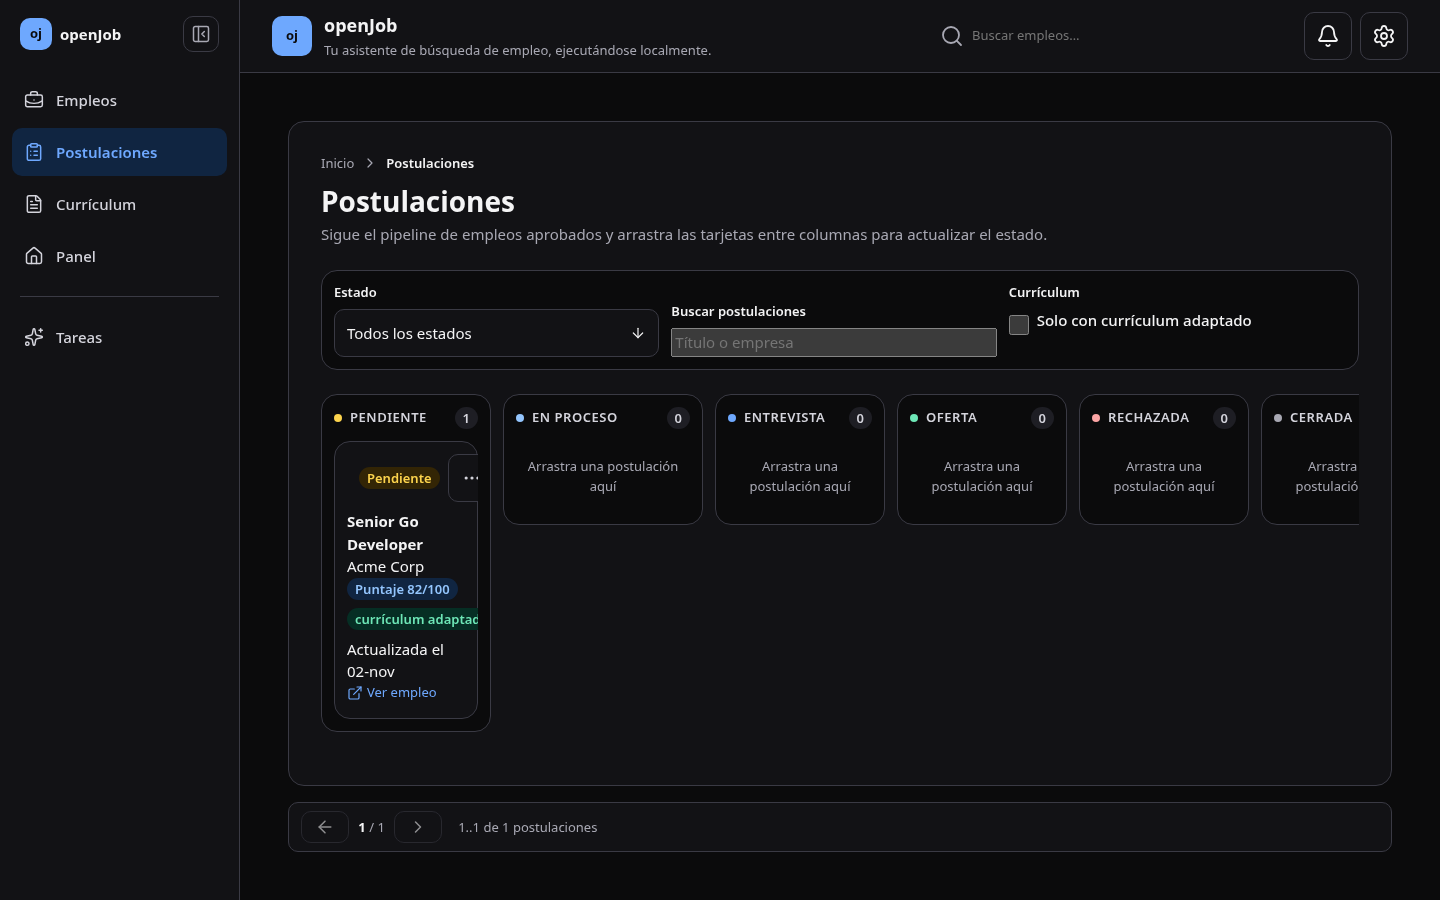 oj openJob
Empleos
Postulaciones
Currículum
Panel
Tareas
oj openJob
Tu asistente de búsqueda de empleo, ejecutándose localmente.
Buscar empleos...
Inicio > Postulaciones
Postulaciones
Sigue el pipeline de empleos aprobados y arrastra las tarjetas entre columnas para actualizar el estado.
Estado
Todos los estados
Buscar postulaciones
Título o empresa
Currículum
Solo con currículum adaptado
PENDIENTE 1
Pendiente ...
Senior Go
Developer
Acme Corp
Puntaje 82/100
currículum adaptad
Actualizada el
02-nov
Ver empleo
EN PROCESO 0
Arrastra una postulación
aquí
ENTREVISTA 0
Arrastra una
postulación aquí
OFERTA 0
Arrastra una
postulación aquí
RECHAZADA 0
Arrastra una
postulación aquí
CERRADA
Arrastra
postulació
1 / 1
1..1 de 1 postulaciones